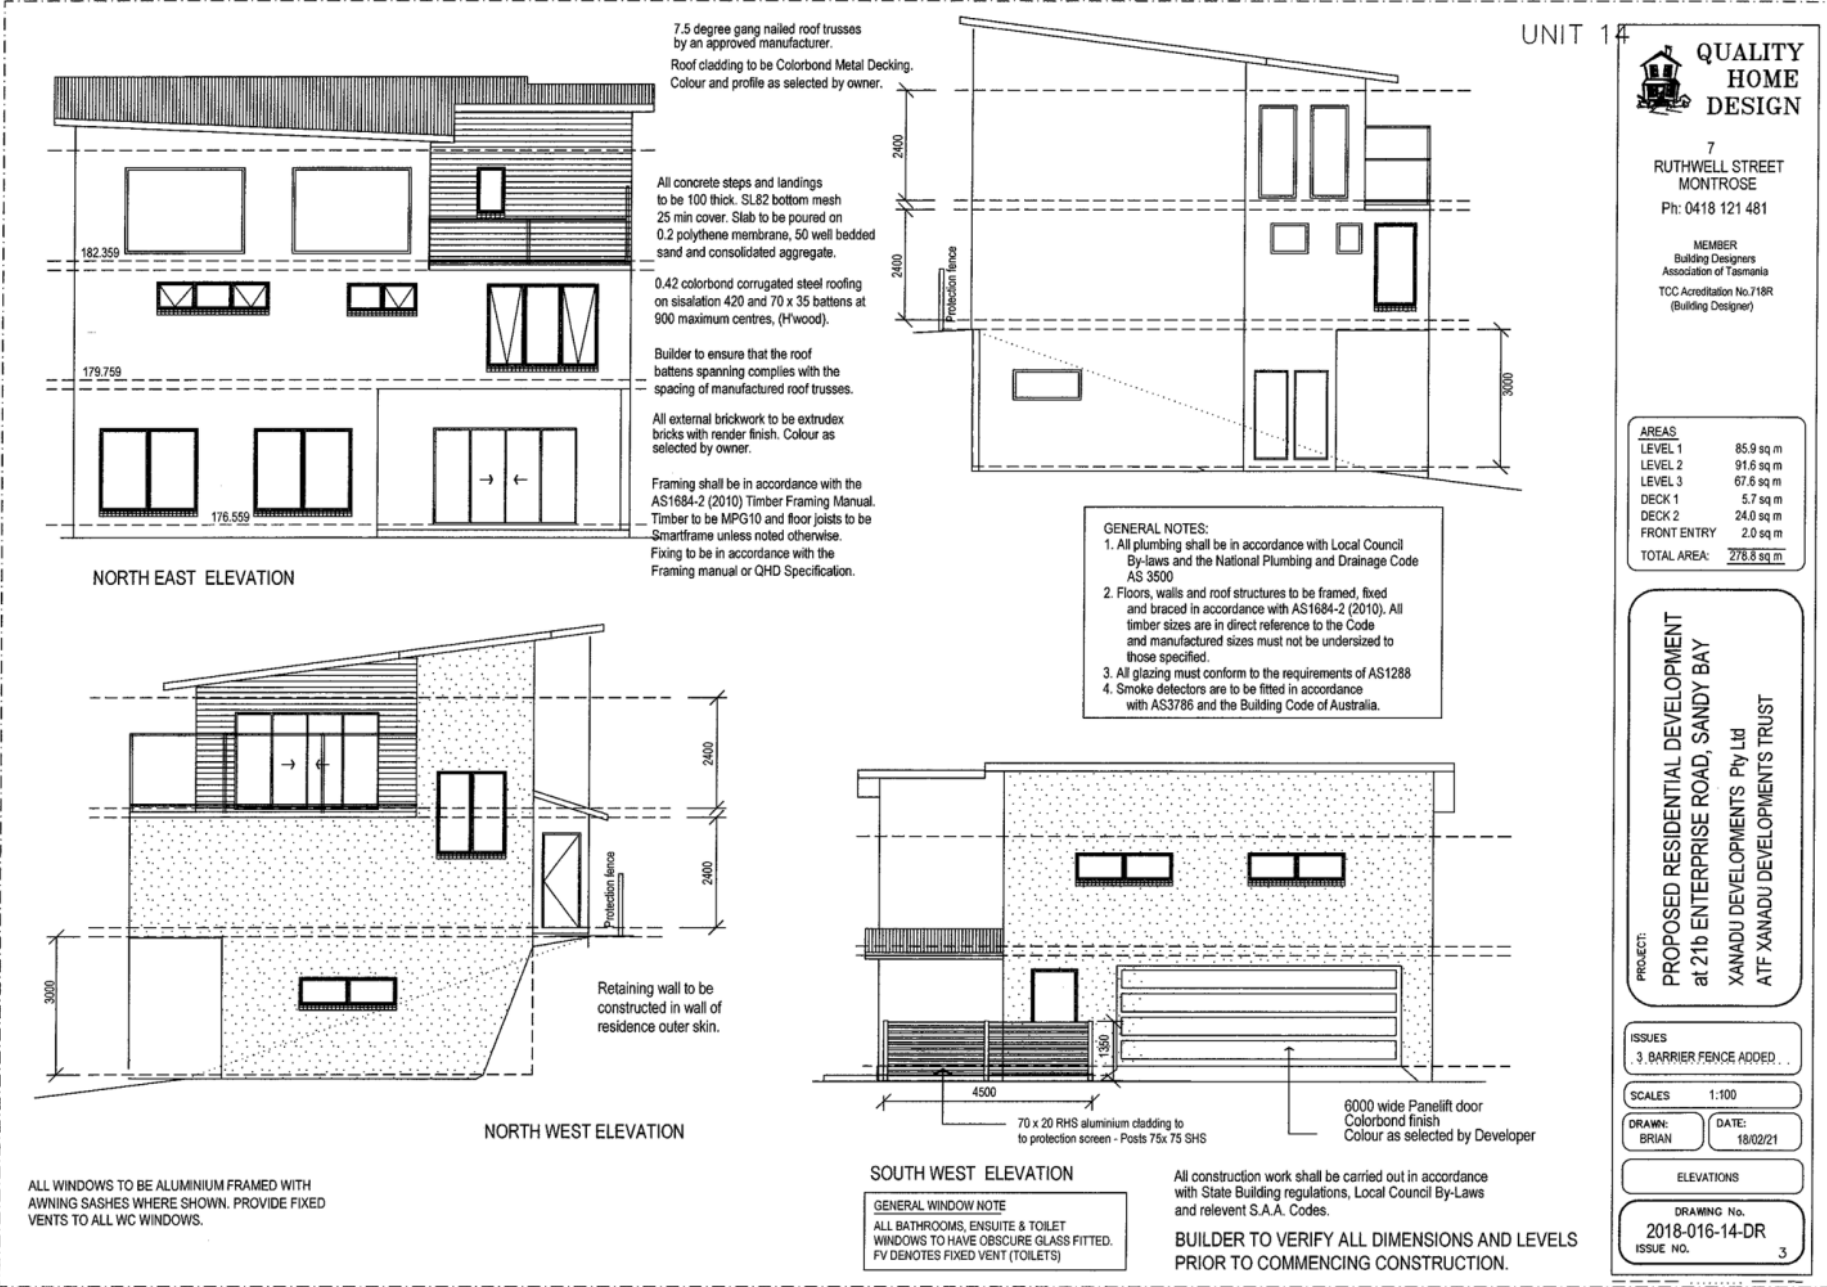 7.5 degree gang nailed roof trusses
by an approved manufacturer.
Roof cladding to be Colorbond Metal Decking.
Colour and profile as selected by owner.
All concrete steps and landings
to be 100 thick. SL82 bottom mesh
25 min cover. Slab to be poured on
0.2 polythene membrane, 50 well bedded
sand and consolidated aggregate.
0.42 colorbond corrugated steel roofing
on sisalation 420 and 70 x 35 battens at
900 maximum centres, (H'wood).
Builder to ensure that the roof
battens spanning complies with the
spacing of manufactured roof trusses.
All external brickwork to be extrudex
bricks with render finish. Colour as
selected by owner.
Framing shall be in accordance with the
AS1684-2 (2010) Timber Framing Manual.
Timber to be MPG10 and floor joists to be
Smartframe unless noted otherwise.
Fixing to be in accordance with the
Framing manual or QHD Specification.
182.359
179.759
176.559
NORTH EAST ELEVATION
2400
2400
Protection fence
3000
GENERAL NOTES:
1. All plumbing shall be in accordance with Local Council
By-laws and the National Plumbing and Drainage Code
AS 3500
2. Floors, walls and roof structures to be framed, fixed
and braced in accordance with AS1684-2 (2010). All
timber sizes are in direct reference to the Code
and manufactured sizes must not be undersized to
those specified.
3. All glazing must conform to the requirements of AS1288
4. Smoke detectors are to be fitted in accordance
with AS3786 and the Building Code of Australia.
2400
2400
Protection fence
3000
Retaining wall to be
constructed in wall of
residence outer skin.
NORTH WEST ELEVATION
ALL WINDOWS TO BE ALUMINIUM FRAMED WITH
AWNING SASHES WHERE SHOWN. PROVIDE FIXED
VENTS TO ALL WC WINDOWS.
1350
4500
70 x 20 RHS aluminium cladding to
to protection screen - Posts 75x 75 SHS
6000 wide Panelift door
Colorbond finish
Colour as selected by Developer
SOUTH WEST ELEVATION
GENERAL WINDOW NOTE
ALL BATHROOMS, ENSUITE & TOILET
WINDOWS TO HAVE OBSCURE GLASS FITTED.
FV DENOTES FIXED VENT (TOILETS)
All construction work shall be carried out in accordance
with State Building regulations, Local Council By-Laws
and relevent S.A.A. Codes.
BUILDER TO VERIFY ALL DIMENSIONS AND LEVELS
PRIOR TO COMMENCING CONSTRUCTION.
UNIT 14
QUALITY
HOME
DESIGN
7
RUTHWELL STREET
MONTROSE
Ph: 0418 121 481
MEMBER
Building Designers
Association of Tasmania
TCC Acreditation No.718R
(Building Designer)
AREAS
LEVEL 1 85.9 sq m
LEVEL 2 91.6 sq m
LEVEL 3 67.6 sq m
DECK 1 5.7 sq m
DECK 2 24.0 sq m
FRONT ENTRY 2.0 sq m
TOTAL AREA: 278.8 sq m
PROJECT:
PROPOSED RESIDENTIAL DEVELOPMENT
at 21b ENTERPRISE ROAD, SANDY BAY
XANADU DEVELOPMENTS Pty Ltd
ATF XANADU DEVELOPMENTS TRUST
ISSUES
3 BARRIER FENCE ADDED
SCALES 1:100
DRAWN:
BRIAN
DATE:
18/02/21
ELEVATIONS
DRAWING No.
2018-016-14-DR
ISSUE NO. 3